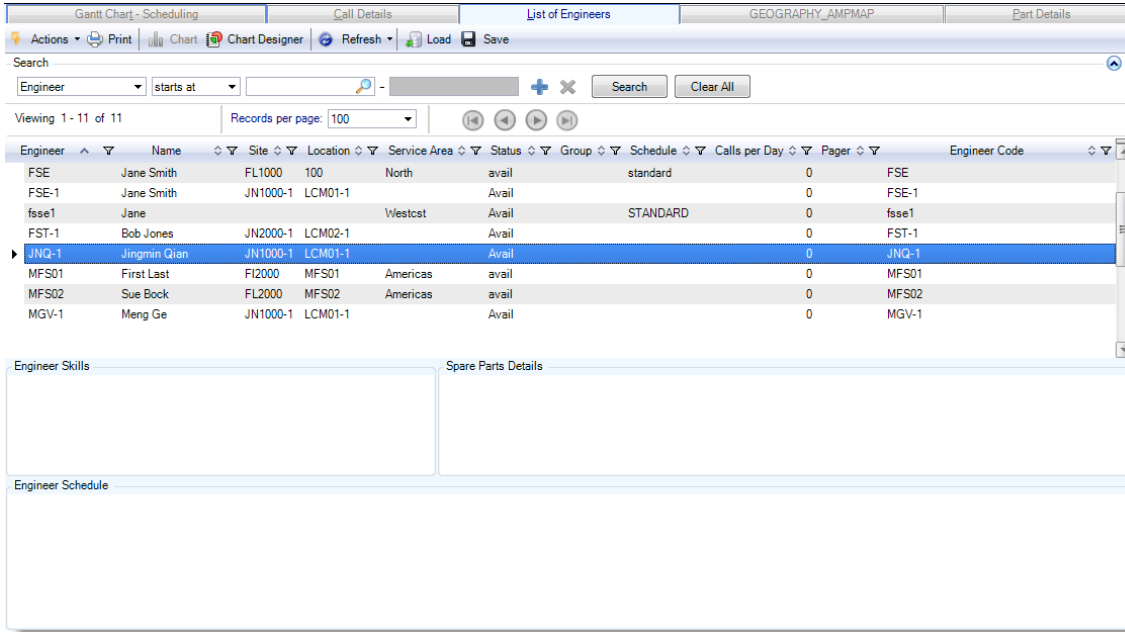 Gantt Chart - Scheduling Call Details List of Engineers GEOGRAPHY_AMPMAP Part Details
Actions Print Chart Chart Designer Refresh Load Save
Search
Engineer starts at - Search Clear All
Viewing 1 - 11 of 11 Records per page: 100
Engineer Name Site Location Service Area Status Group Schedule Calls per Day Pager Engineer Code
FSE Jane Smith FL1000 100 North avail standard 0 FSE
FSE-1 Jane Smith JN1000-1 LCM01-1 Avail 0 FSE-1
fsse1 Jane Westcst Avail STANDARD 0 fsse1
FST-1 Bob Jones JN2000-1 LCM02-1 Avail 0 FST-1
JNQ-1 Jingmin Qian JN1000-1 LCM01-1 Avail 0 JNQ-1
MFS01 First Last FI2000 MFS01 Americas avail 0 MFS01
MFS02 Sue Bock FL2000 MFS02 Americas avail 0 MFS02
MGV-1 Meng Ge JN1000-1 LCM01-1 Avail 0 MGV-1
Engineer Skills Spare Parts Details
Engineer Schedule